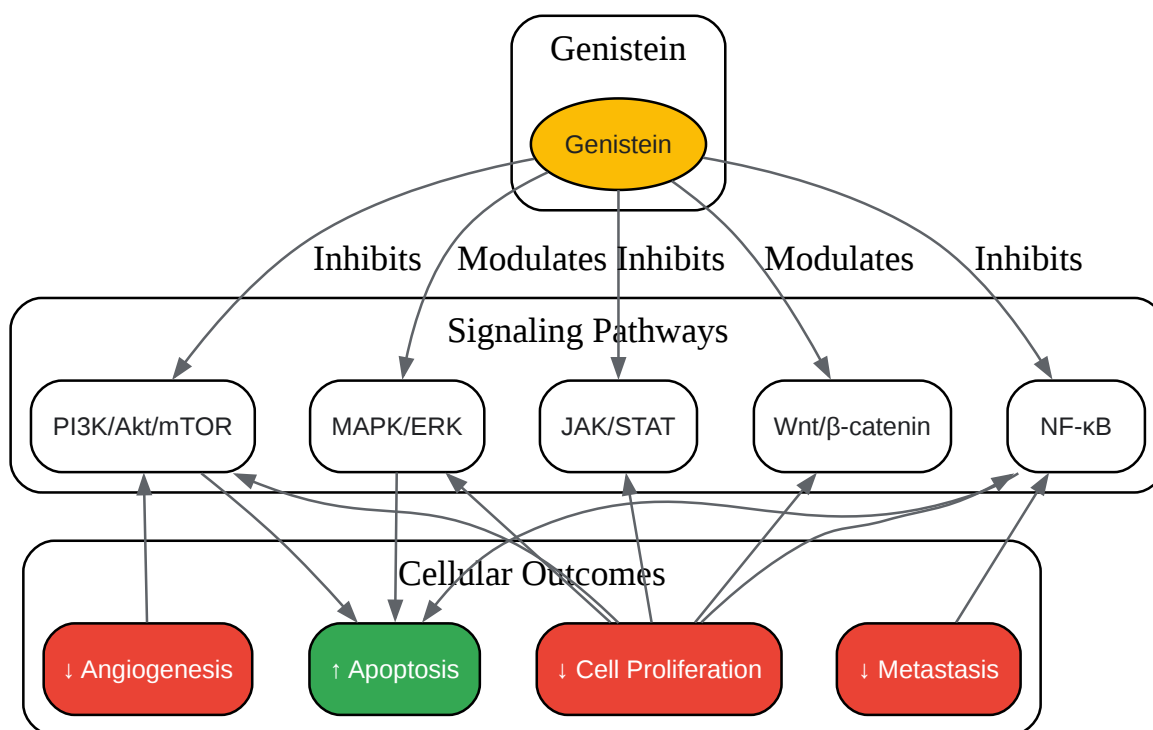 Genistein
Genistein
Inhibits
Modulates
Inhibits
Modulates
Inhibits
Signaling Pathways
PI3K/Akt/mTOR
MAPK/ERK
JAK/STAT
Wnt/β-catenin
NF-κB
Cellular Outcomes
↓ Angiogenesis
↑ Apoptosis
↓ Cell Proliferation
↓ Metastasis